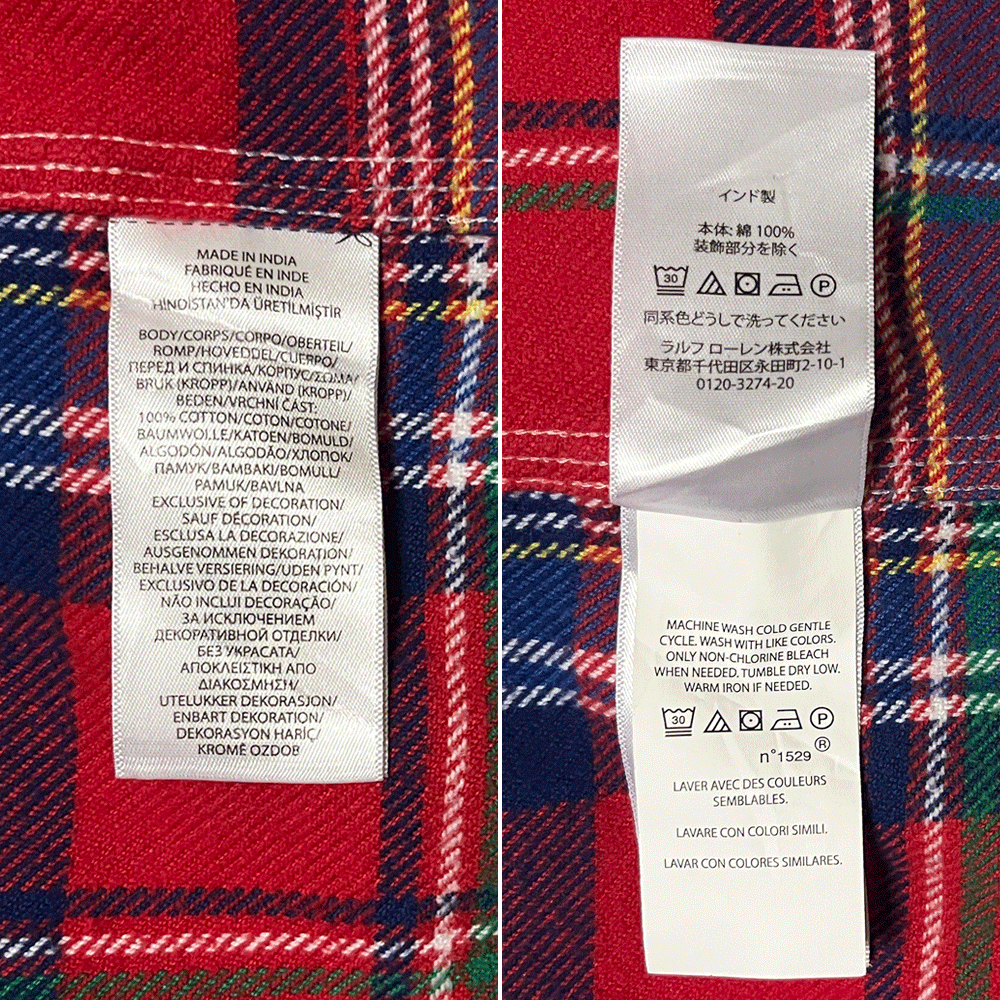 MADE IN INDIA
FABRIQUÉ EN INDE
HECHO EN INDIA
HINDİSTAN'DA ÜRETİLMİŞTİR
BODY/CORPS/CORPO/OBERTEIL/
ROMP/HOVEDDEL/CUERPO/
ПЕРЕД И СПИНКА/КОРПУС/ΣΩΜΑ/
BRUK (KROPP)/ANVÄND (KROPP)/
BEDEN/VRCHNÍ ČÁST:
100% COTTON/COTON/COTONE/
BAUMWOLLE/KATOEN/BOMULD/
ALGODÓN/ALGODÃO/ХЛОПОК/
ПАМУК/ΒΑΜΒΑΚΙ/BOMULL/
PAMUK/BAVLNA
EXCLUSIVE OF DECORATION/
SAUF DÉCORATION/
ESCLUSA LA DECORAZIONE/
AUSGENOMMEN DEKORATION/
BEHALVE VERSIERING/UDEN PYNT/
EXCLUSIVO DE LA DECORACIÓN/
NÃO INCLUI DECORAÇÃO/
ЗА ИСКЛЮЧЕНИЕМ
ДЕКОРАТИВНОЙ ОТДЕЛКИ/
БЕЗ УКРАСАТА/
ΑΠΟΚΛΕΙΣΤΙΚΗ ΑΠΟ
ΔΙΑΚΟΣΜΗΣΗ/
UTELUKKER DEKORASJON/
ENBART DEKORATION/
DEKORASYON HARİÇ/
KROMĚ OZDOB
インド製
本体: 綿 100%
装飾部分を除く
30 P
同系色どうしで洗ってください
ラルフ ローレン株式会社
東京都千代田区永田町2-10-1
0120-3274-20
MACHINE WASH COLD GENTLE
CYCLE. WASH WITH LIKE COLORS.
ONLY NON-CHLORINE BLEACH
WHEN NEEDED. TUMBLE DRY LOW.
WARM IRON IF NEEDED.
30 P
n°1529 ®
LAVER AVEC DES COULEURS
SEMBLABLES.
LAVARE CON COLORI SIMILI.
LAVAR CON COLORES SIMILARES.